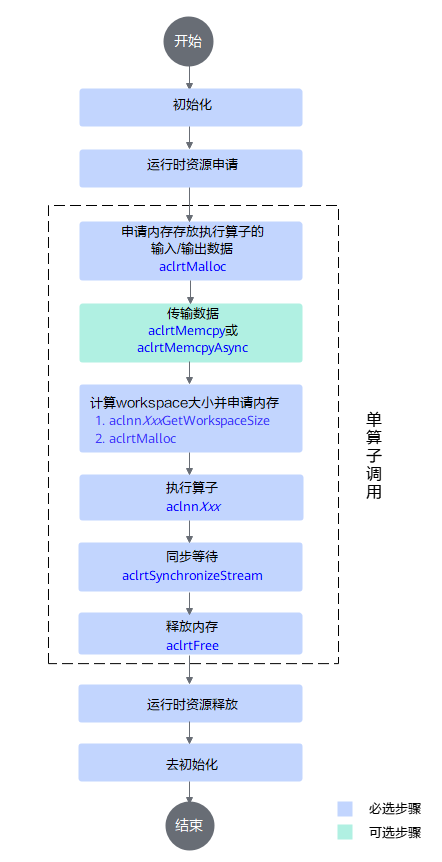 开始
初始化
运行时资源申请
申请内存存放执行算子的
输入/输出数据
aclrtMalloc
传输数据
aclrtMemcpy或
aclrtMemcpyAsync
计算workspace大小并申请内存
1. aclnnXxxGetWorkspaceSize
2. aclrtMalloc
执行算子
aclnnXxx
同步等待
aclrtSynchronizeStream
释放内存
aclrtFree
单算子调用
运行时资源释放
去初始化
结束
必选步骤
可选步骤